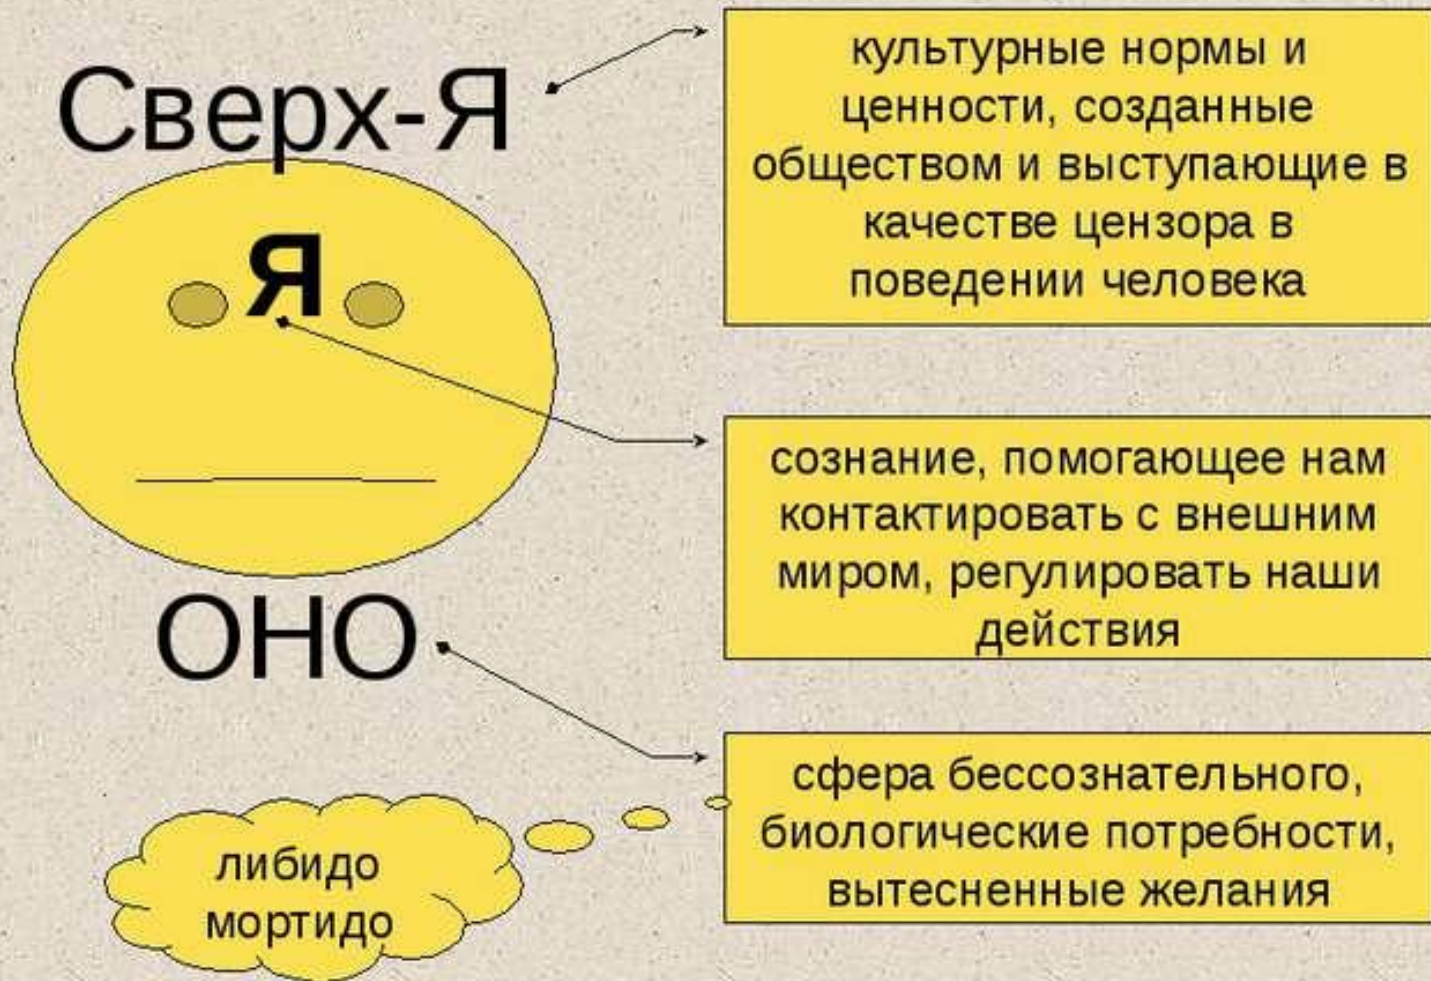 Сверх-Я
культурные нормы и
ценности, созданные
обществом и выступающие в
качестве цензора в
поведении человека
Я
сознание, помогающее нам
контактировать с внешним
миром, регулировать наши
действия
ОНО
сфера бессознательного,
биологические потребности,
вытесненные желания
либидо
мортидо